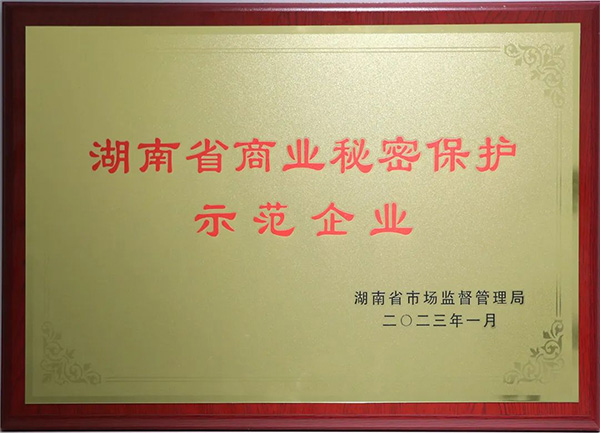 湖南省商业秘密保护
示范企业
湖南省市场监督管理局
二〇二三年一月